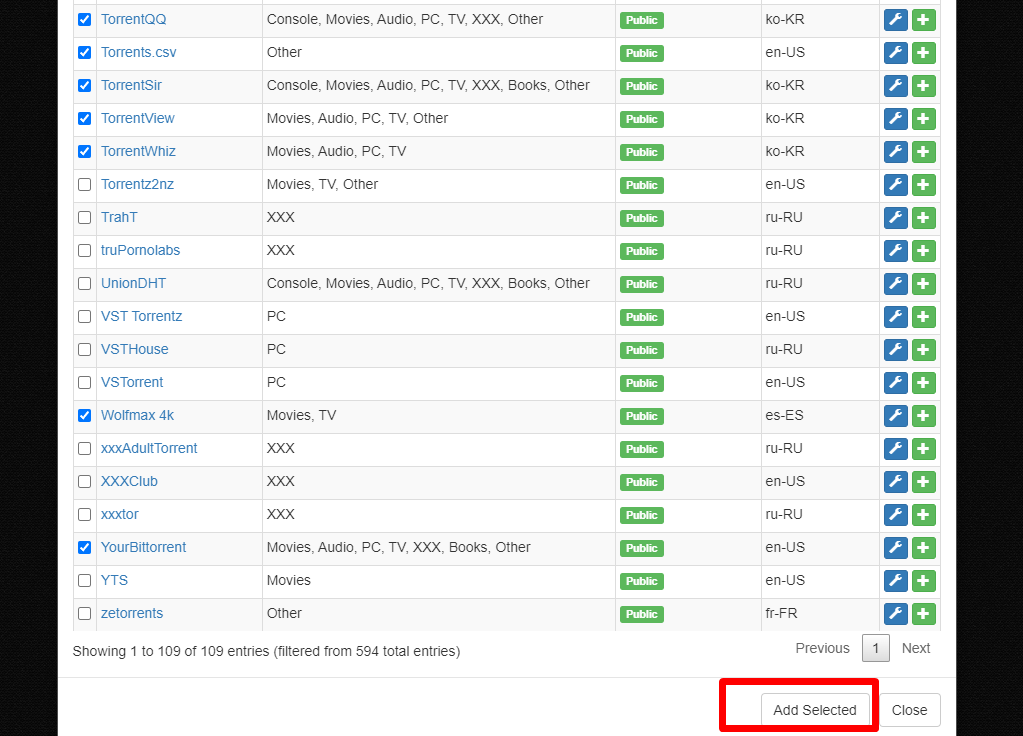 TorrentQQ Console, Movies, Audio, PC, TV, XXX, Other Public ko-KR
Torrents.csv Other Public en-US
TorrentSir Console, Movies, Audio, PC, TV, XXX, Books, Other Public ko-KR
TorrentView Movies, Audio, PC, TV, Other Public ko-KR
TorrentWhiz Movies, Audio, PC, TV Public ko-KR
Torrentz2nz Movies, TV, Other Public en-US
TrahT XXX Public ru-RU
truPornolabs XXX Public ru-RU
UnionDHT Console, Movies, Audio, PC, TV, XXX, Books, Other Public ru-RU
VST Torrentz PC Public en-US
VSTHouse PC Public ru-RU
VSTorrent PC Public en-US
Wolfmax 4k Movies, TV Public es-ES
xxxAdultTorrent XXX Public ru-RU
XXXClub XXX Public en-US
xxxtor XXX Public ru-RU
YourBittorrent Movies, Audio, PC, TV, XXX, Books, Other Public en-US
YTS Movies Public en-US
zetorrents Other Public fr-FR
Showing 1 to 109 of 109 entries (filtered from 594 total entries) Previous 1 Next
Add Selected Close